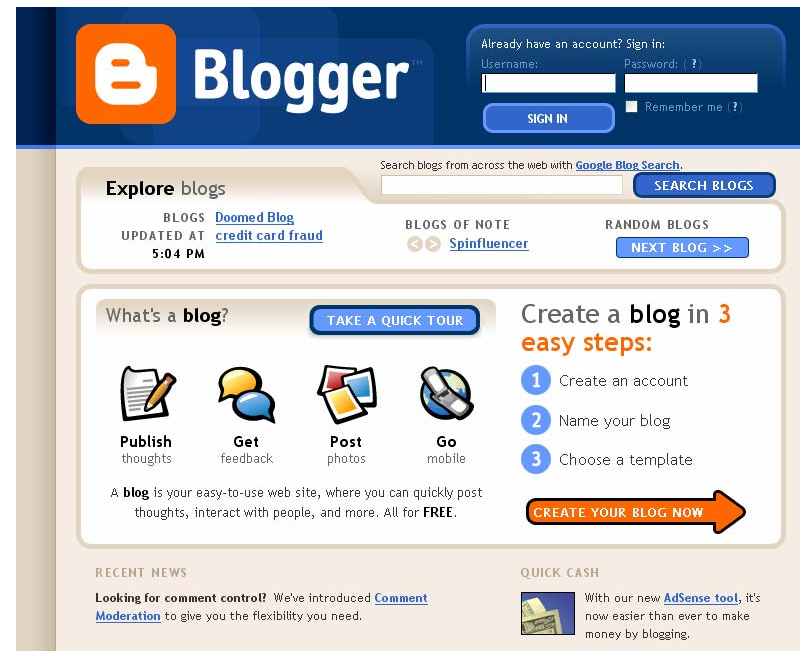 Blogger™
Already have an account? Sign in:
Username:
Password: ( ? )
SIGN IN
Remember me ( ? )
Search blogs from across the web with Google Blog Search.
SEARCH BLOGS
Explore blogs
BLOGS
UPDATED AT
5:04 PM
Doomed Blog
credit card fraud
BLOGS OF NOTE
< > Spinfluencer
RANDOM BLOGS
NEXT BLOG >>
What's a blog?
TAKE A QUICK TOUR
Publish
thoughts
Get
feedback
Post
photos
Go
mobile
A blog is your easy-to-use web site, where you can quickly post
thoughts, interact with people, and more. All for FREE.
Create a blog in 3
easy steps:
1 Create an account
2 Name your blog
3 Choose a template
CREATE YOUR BLOG NOW
RECENT NEWS
Looking for comment control? We've introduced Comment
Moderation to give you the flexibility you need.
QUICK CASH
With our new AdSense tool, it's
now easier than ever to make
money by blogging.